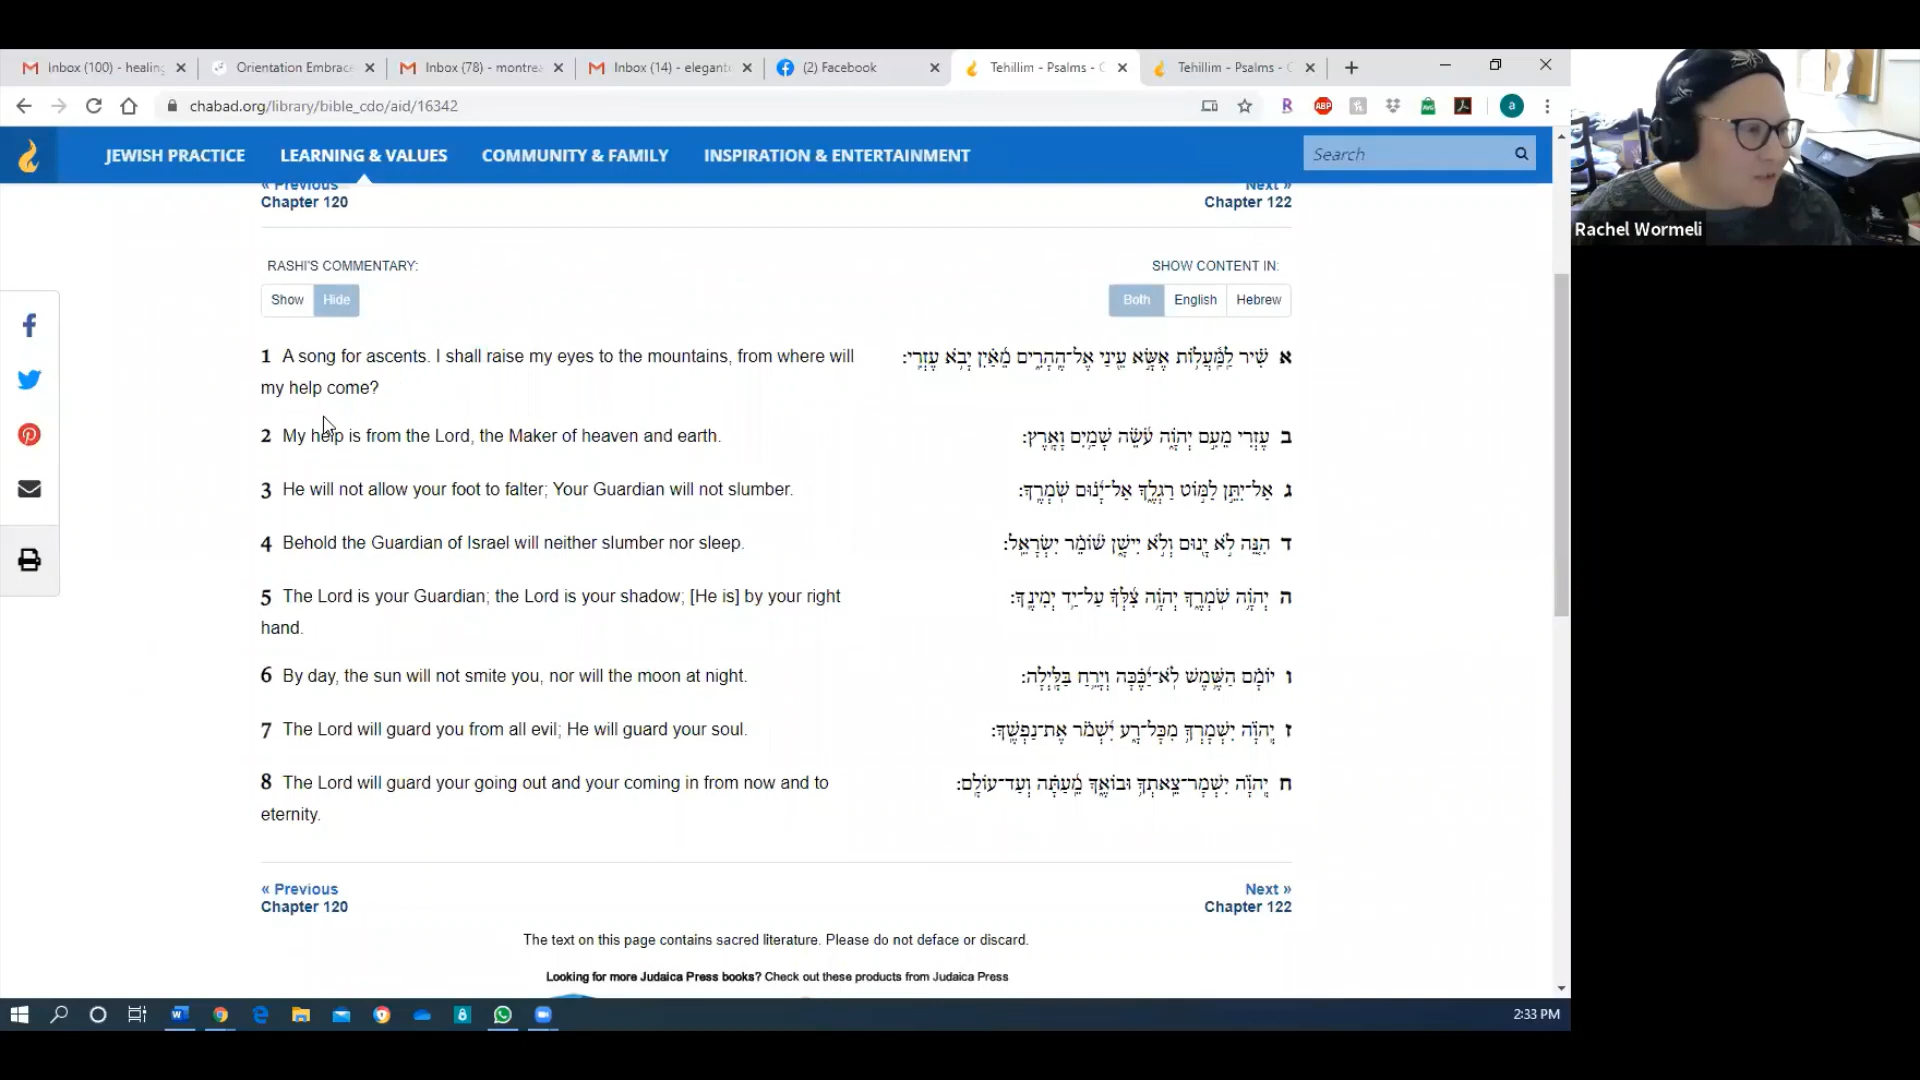 Inbox (100) - healing
Orientation Embrace
Inbox (78) - montrea
Inbox (14) - elegant
(2) Facebook
Tehillim - Psalms - C
Tehillim - Psalms - C
chabad.org/library/bible_cdo/aid/16342
JEWISH PRACTICE
LEARNING & VALUES
COMMUNITY & FAMILY
INSPIRATION & ENTERTAINMENT
Search
Rachel Wormeli
« Previous
Chapter 120
Next »
Chapter 122
RASHI'S COMMENTARY:
Show Hide
SHOW CONTENT IN:
Both English Hebrew
1 A song for ascents. I shall raise my eyes to the mountains, from where will
my help come?
א שִׁ֗יר לַֽמַּ֫עֲל֥וֹת אֶשָּׂ֣א עֵ֭ינַי אֶל־הֶהָרִ֑ים מֵ֝אַ֗יִן יָבֹ֥א עֶזְרִֽי:
2 My help is from the Lord, the Maker of heaven and earth.
ב עֶ֭זְרִי מֵעִ֣ם יְהֹוָ֑ה עֹ֝שֵׂ֗ה שָׁמַ֥יִם וָאָֽרֶץ:
3 He will not allow your foot to falter; Your Guardian will not slumber.
ג אַל־יִתֵּ֣ן לַמּ֣וֹט רַגְלֶ֑ךָ אַל־יָ֝נ֗וּם שֹֽׁמְרֶֽךָ:
4 Behold the Guardian of Israel will neither slumber nor sleep.
ד הִנֵּ֣ה לֹ֣א יָ֭נוּם וְלֹ֣א יִישָׁ֑ן שׁ֝וֹמֵ֗ר יִשְׂרָאֵֽל:
5 The Lord is your Guardian; the Lord is your shadow; [He is] by your right
hand.
ה יְהֹוָ֥ה שֹֽׁמְרֶ֑ךָ יְהֹוָ֥ה צִ֝לְּךָ֗ עַל־יַ֥ד יְמִינֶֽךָ:
6 By day, the sun will not smite you, nor will the moon at night.
ו יוֹמָ֗ם הַשֶּׁ֥מֶשׁ לֹֽא־יַ֝כֶּ֗כָּה וְיָרֵ֥חַ בַּלָּֽיְלָה:
7 The Lord will guard you from all evil; He will guard your soul.
ז יְֽהֹוָ֗ה יִשְׁמָרְךָ֥ מִכָּל־רָ֑ע יִ֝שְׁמֹ֗ר אֶת־נַפְשֶֽׁךָ:
8 The Lord will guard your going out and your coming in from now and to
eternity.
ח יְֽהֹוָ֗ה יִשְׁמָר־צֵֽאתְךָ֥ וּבוֹאֶ֑ךָ מֵ֝עַתָּ֗ה וְעַד־עוֹלָֽם:
« Previous
Chapter 120
Next »
Chapter 122
The text on this page contains sacred literature. Please do not deface or discard.
Looking for more Judaica Press books? Check out these products from Judaica Press
2:33 PM